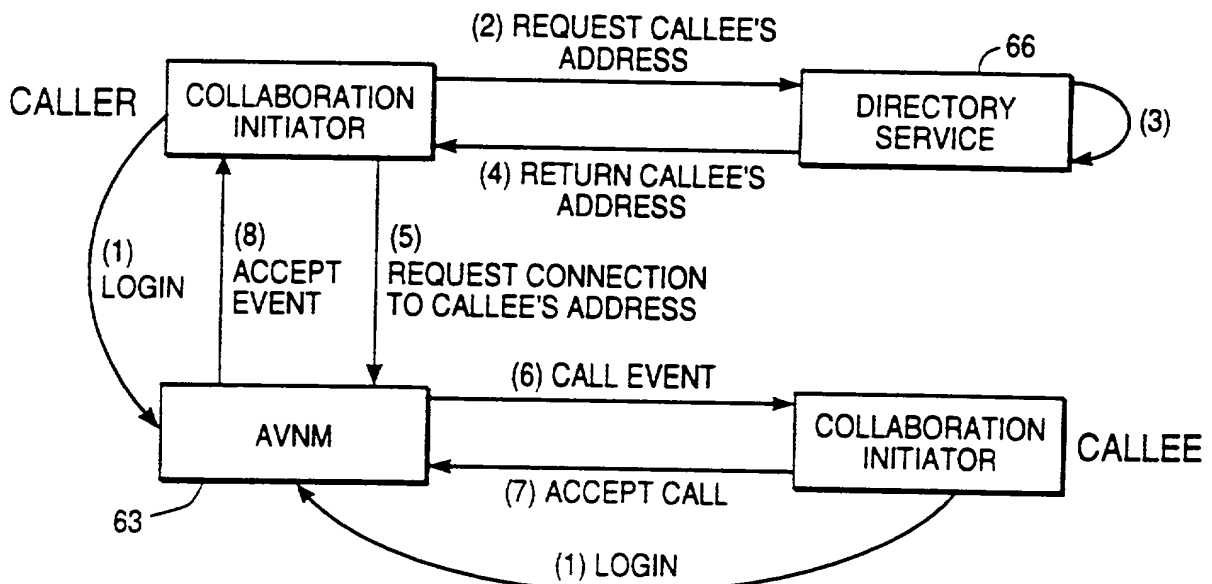 (2) REQUEST CALLEE'S
ADDRESS
66
CALLER
COLLABORATION
INITIATOR
DIRECTORY
SERVICE
(3)
(4) RETURN CALLEE'S
ADDRESS
(1)
LOGIN
(8)
ACCEPT
EVENT
(5)
REQUEST CONNECTION
TO CALLEE'S ADDRESS
(6) CALL EVENT
AVNM
COLLABORATION
INITIATOR
CALLEE
(7) ACCEPT CALL
63
(1) LOGIN